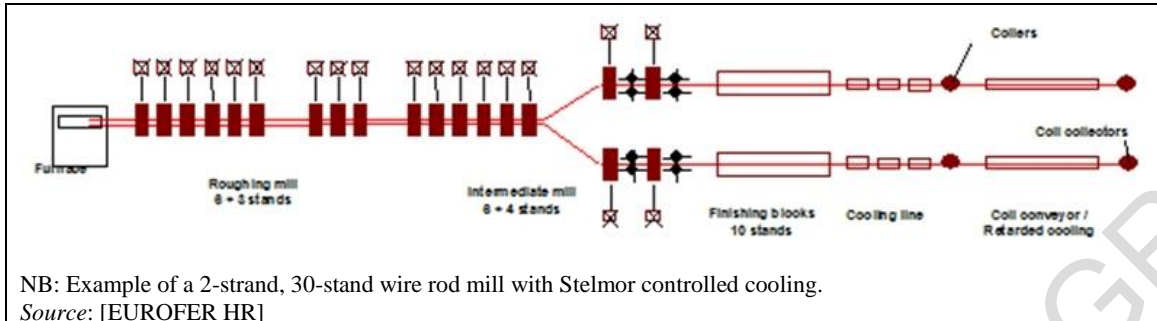 Coilers
Furnace
Coil collectors
Roughing mill
6 + 3 stands
Intermediate mill
6 + 4 stands
Finishing blocks
10 stands
Cooling line
Coil conveyor /
Retarded cooling
NB: Example of a 2-strand, 30-stand wire rod mill with Stelmor controlled cooling.
Source: [EUROFER HR]